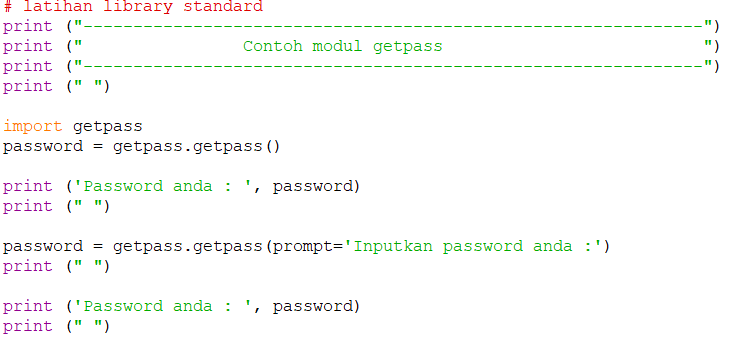 # latihan library standard
print ("--------------------------------------------------------------")
print ("                Contoh modul getpass                          ")
print ("--------------------------------------------------------------")
print (" ")
import getpass
password = getpass.getpass()
print ('Password anda : ', password)
print (" ")
password = getpass.getpass(prompt='Inputkan password anda :')
print (" ")
print ('Password anda : ', password)
print (" ")